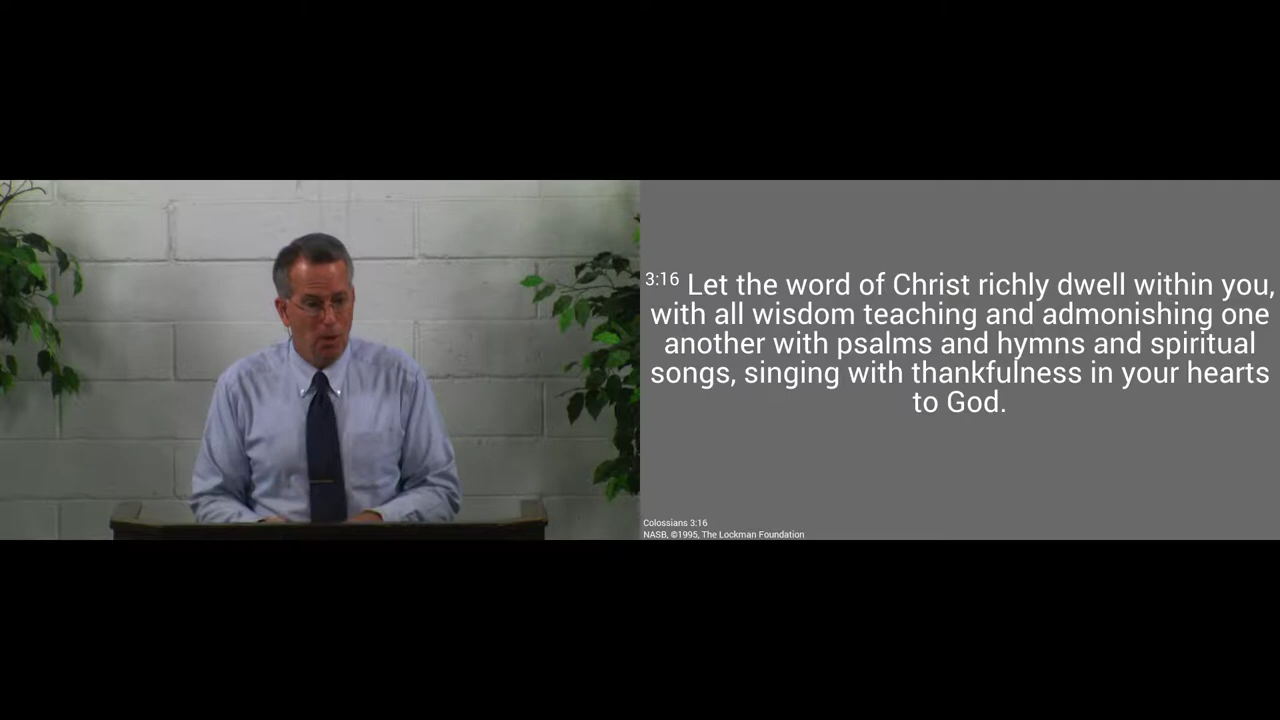 3:16 Let the word of Christ richly dwell within you,
with all wisdom teaching and admonishing one
another with psalms and hymns and spiritual
songs, singing with thankfulness in your hearts
to God.
Colossians 3:16
NASB, ©1995, The Lockman Foundation